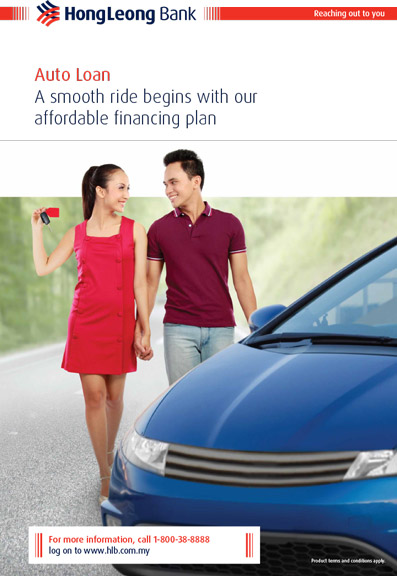 HongLeong Bank
Reaching out to you
Auto Loan
A smooth ride begins with our
affordable financing plan
For more information, call 1-800-38-8888
log on to www.hlb.com.my
Product terms and conditions apply.